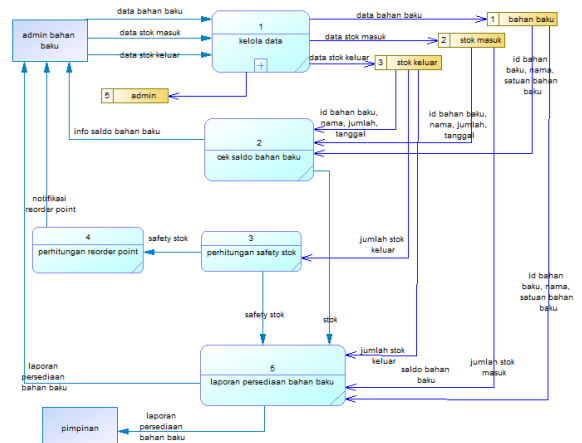 data bahan baku
data stok masuk
data stok keluar
admin bahan
baku
1
kelola data
data bahan baku
1 bahan baku
data stok masuk
2 stok masuk
data stok keluar
3 stok keluar
id bahan
baku, nama,
satuan bahan
baku
5 admin
id bahan baku,
nama, jumlah,
tanggal
id bahan baku,
nama, jumlah,
tanggal
info saldo bahan baku
2
cek saldo bahan baku
notifikasi
reorder point
4
perhitungan reorder point
safety stok
3
perhitungan safety stok
jumlah stok
keluar
id bahan
baku, nama,
satuan bahan
baku
safety stok
stok
5
laporan persediaan bahan baku
jumlah stok
keluar
saldo bahan
baku
jumlah stok
masuk
laporan
persediaan
bahan baku
pimpinan
laporan
persediaan
bahan baku